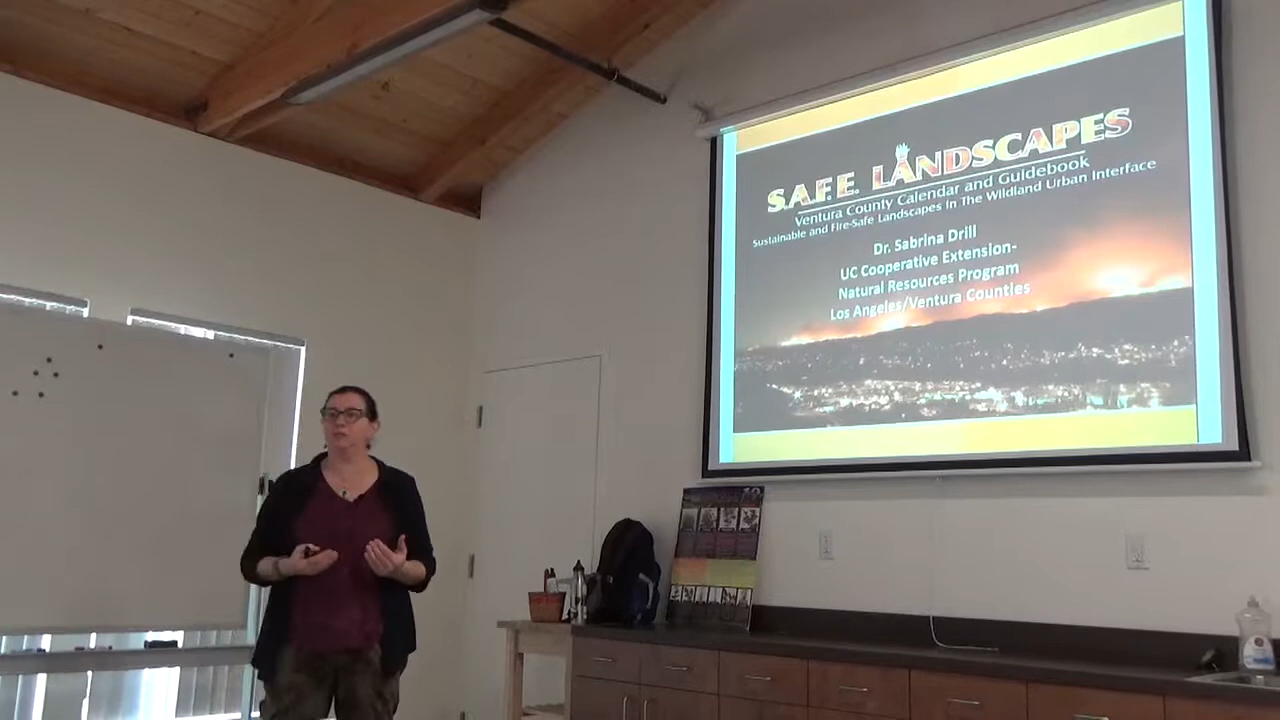 S.A.F.E. LANDSCAPES
Ventura County Calendar and Guidebook
Sustainable and Fire-Safe Landscapes In The Wildland Urban Interface
Dr. Sabrina Drill
UC Cooperative Extension-
Natural Resources Program
Los Angeles/Ventura Counties